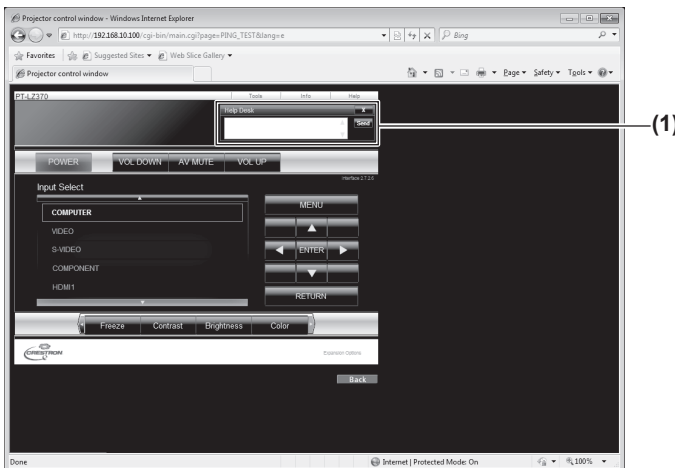 Projector control window - Windows Internet Explorer
http://192.168.10.100/cgi-bin/main.cgi?page=PING_TEST&lang=e
Bing
Favorites Suggested Sites Web Slice Gallery
Projector control window
Page Safety Tools
PT-LZ370 Tools Info Help
Help Desk x
Send
(1)
POWER VOL DOWN AV MUTE VOL UP
Interface 2.7.2.6
Input Select
COMPUTER
VIDEO
S-VIDEO
COMPONENT
HDMI1
MENU
ENTER
RETURN
Freeze Contrast Brightness Color
CRESTRON Expansion Options
Back
Done Internet | Protected Mode: On 100%